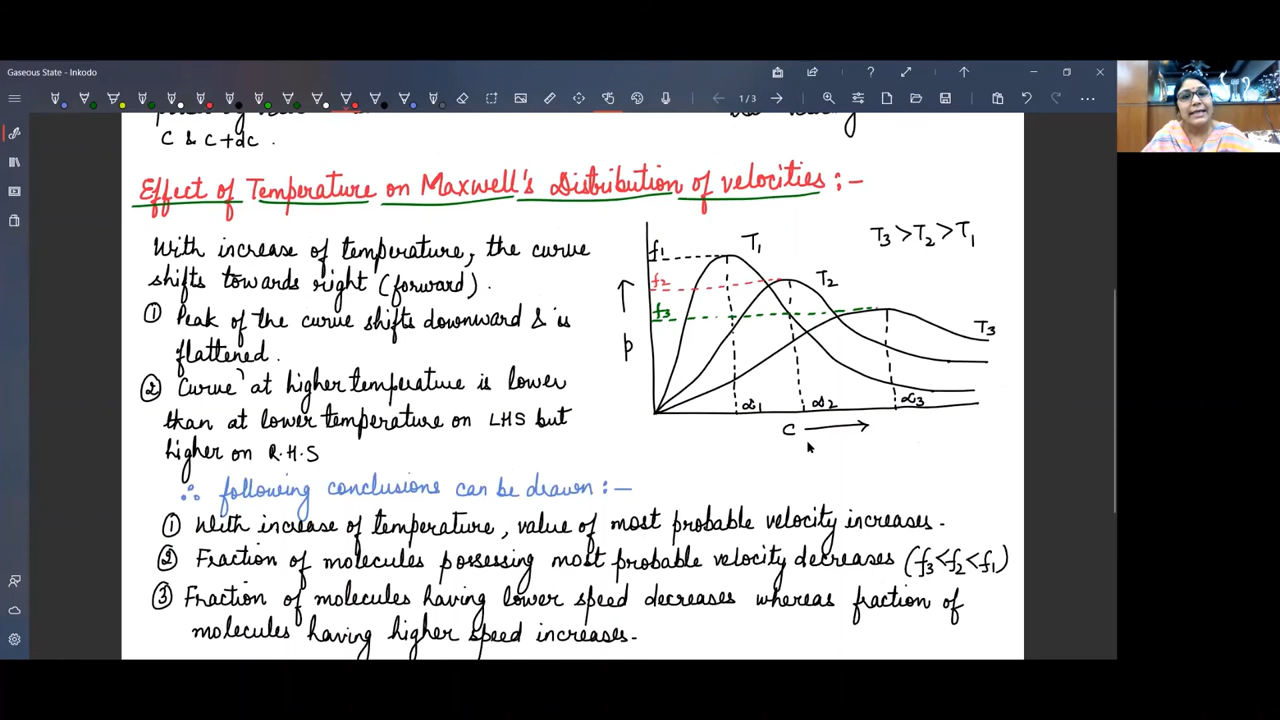 Gaseous State - Inkodo
1/3
C & C+dc.
Effect of Temperature on Maxwell's Distribution of velocities :-
With increase of temperature, the curve
shifts towards right (forward).
① Peak of the curve shifts downward & is
flattened.
② Curve at higher temperature is lower
than at lower temperature on LHS but
higher on R.H.S
T3 > T2 > T1
f1
T1
f2
T2
f3
T3
p
α1
α2
α3
C
∴ following conclusions can be drawn :-
① With increase of temperature, value of most probable velocity increases.
② Fraction of molecules possessing most probable velocity decreases (f3<f2<f1)
③ Fraction of molecules having lower speed decreases whereas fraction of
molecules having higher speed increases.